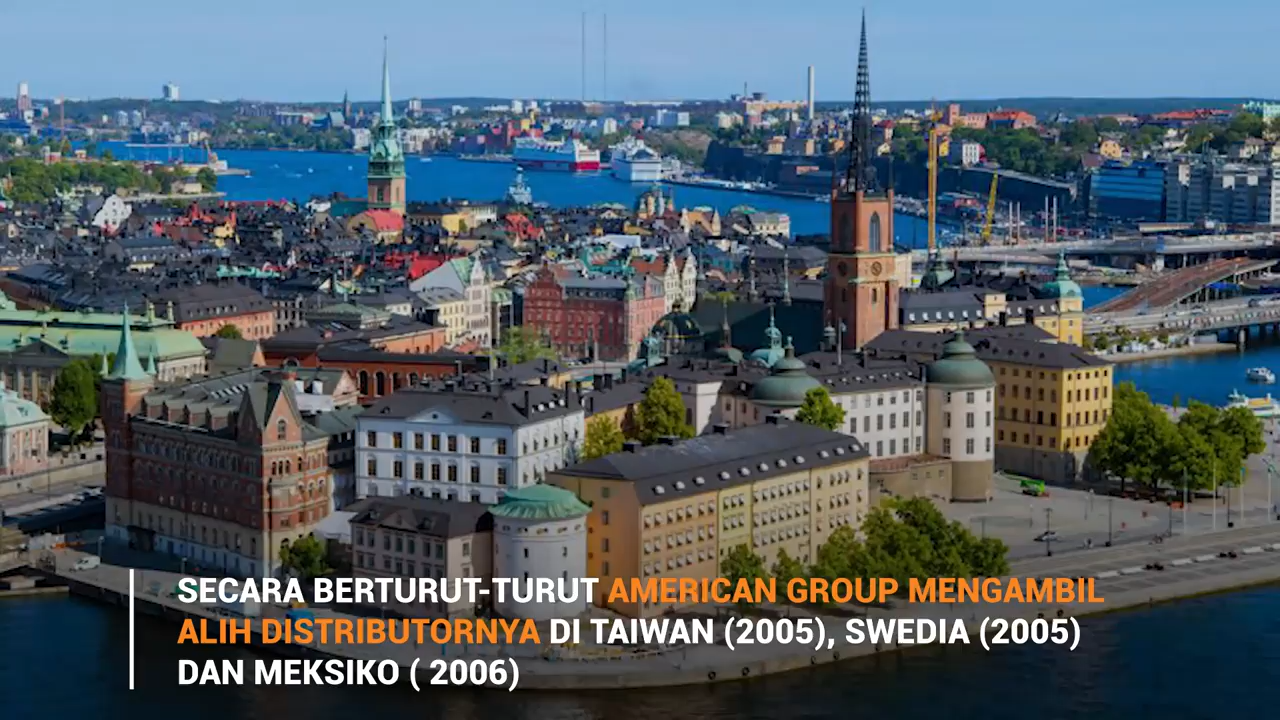 SECARA BERTURUT-TURUT AMERICAN GROUP MENGAMBIL
ALIH DISTRIBUTORNYA DI TAIWAN (2005), SWEDIA (2005)
DAN MEKSIKO ( 2006)